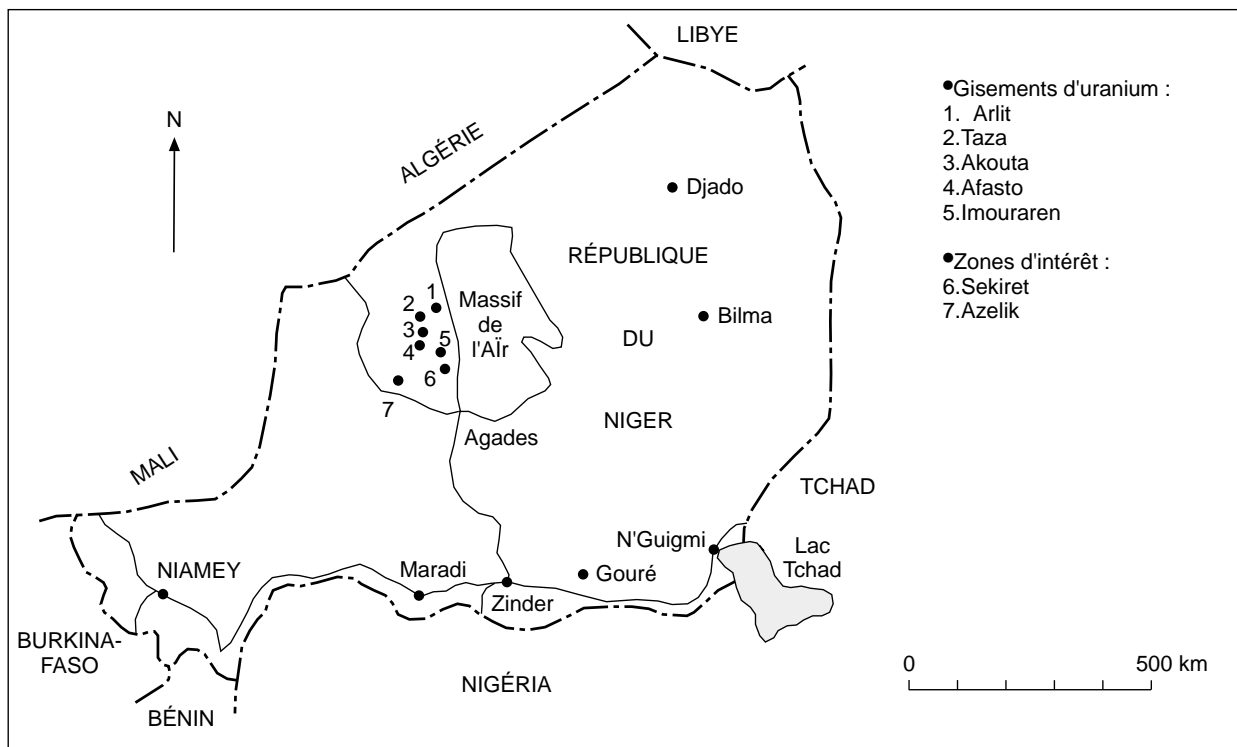 LIBYE
N
ALGÉRIE
Djado
RÉPUBLIQUE
Massif
de
l'AÏr
Bilma
DU
1
2
3
4
5
6
7
NIGER
Agades
MALI
TCHAD
N'Guigmi
Lac
Tchad
NIAMEY
Maradi
Gouré
Zinder
BURKINA-
FASO
NIGÉRIA
BÉNIN
0 500 km
Gisements d'uranium :
1. Arlit
2.Taza
3.Akouta
4.Afasto
5.Imouraren
Zones d'intérêt :
6.Sekiret
7.Azelik